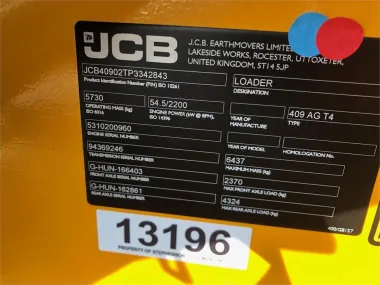 JCB
J.C.B. EARTHMOVERS LIMITED
LAKESIDE WORKS, ROCESTER, UTTOXETER,
UNITED KINGDOM, ST14 5JP
JCB40902TP3342843
Product Identification Number (PIN) ISO 10261
LOADER
DESIGNATION
5730
OPERATING MASS (kg)
ISO 6016
54.5/2200
ENGINE POWER (kW @ RPM),
ISO 14396
YEAR OF
MANUFACTURE
409 AG T4
TYPE
5310200960
ENGINE SERIAL NUMBER
YEAR OF MODEL
HOMOLOGATION No.
94369246
TRANSMISSION SERIAL NUMBER
6437
MAXIMUM MASS (kg)
G-HUN-166403
FRONT AXLE SERIAL NUMBER
2370
MAX FRONT AXLE LOAD (kg)
G-HUN-162861
REAR AXLE SERIAL NUMBER
4324
MAX REAR AXLE LOAD (kg)
13196
PROPERTY OF STEPHENSON